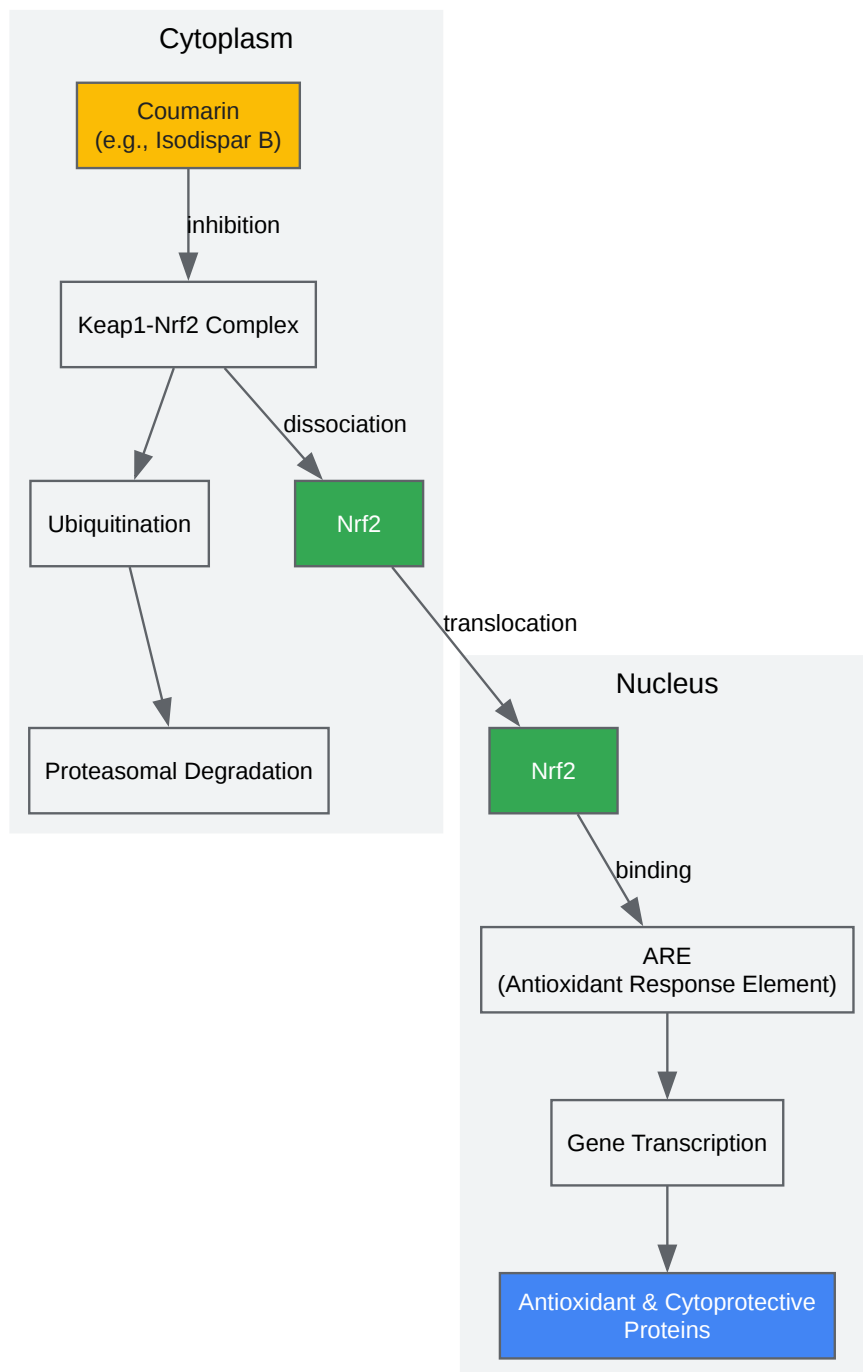 Cytoplasm
Coumarin
(e.g., Isodispar B)
inhibition
Keap1-Nrf2 Complex
dissociation
Ubiquitination
Nrf2
translocation
Proteasomal Degradation
Nucleus
Nrf2
binding
ARE
(Antioxidant Response Element)
Gene Transcription
Antioxidant & Cytoprotective
Proteins